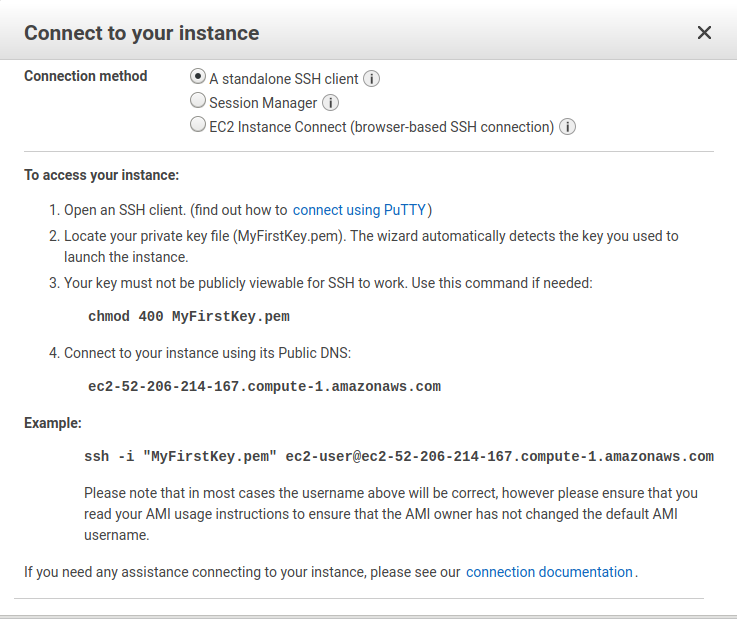 Connect to your instance
Connection method
A standalone SSH client
Session Manager
EC2 Instance Connect (browser-based SSH connection)
To access your instance:
1. Open an SSH client. (find out how to connect using PuTTY)
2. Locate your private key file (MyFirstKey.pem). The wizard automatically detects the key you used to
launch the instance.
3. Your key must not be publicly viewable for SSH to work. Use this command if needed:
chmod 400 MyFirstKey.pem
4. Connect to your instance using its Public DNS:
ec2-52-206-214-167.compute-1.amazonaws.com
Example:
ssh -i "MyFirstKey.pem" ec2-user@ec2-52-206-214-167.compute-1.amazonaws.com
Please note that in most cases the username above will be correct, however please ensure that you
read your AMI usage instructions to ensure that the AMI owner has not changed the default AMI
username.
If you need any assistance connecting to your instance, please see our connection documentation.